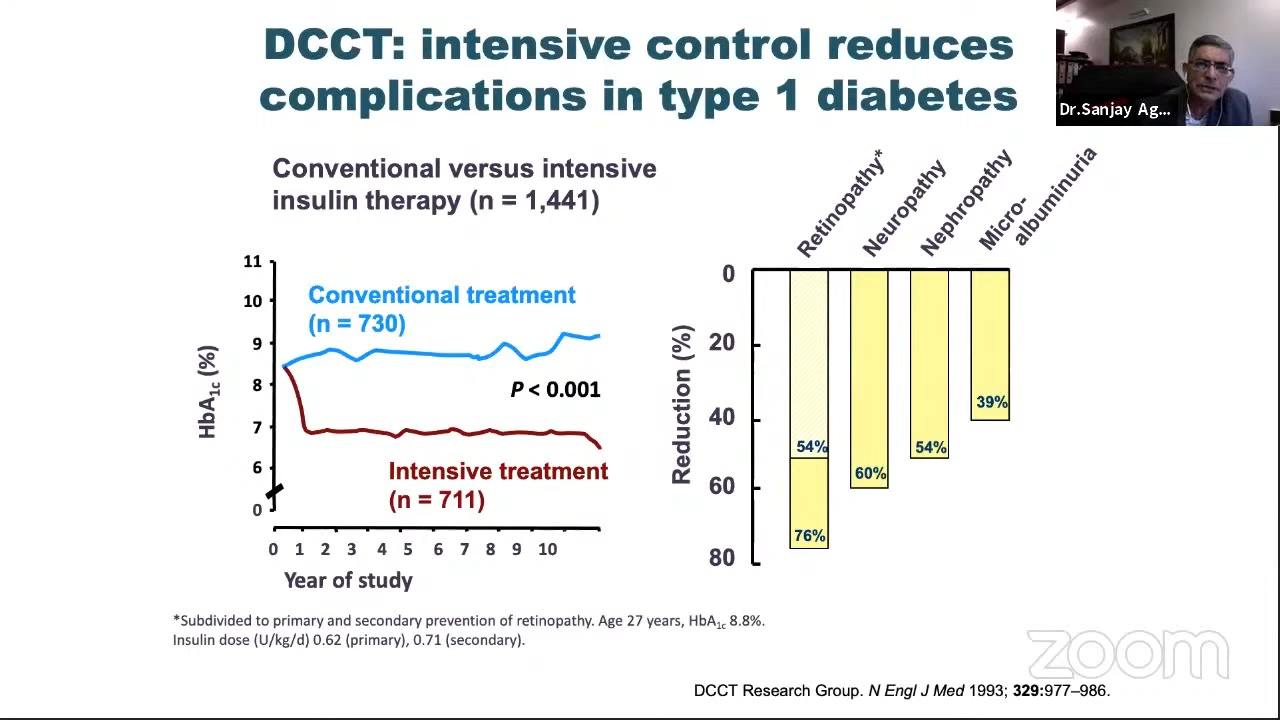 DCCT: intensive control reduces
complications in type 1 diabetes
Dr.Sanjay Ag...
Conventional versus intensive
insulin therapy (n = 1,441)
HbA1c (%)
11
10
9
8
7
6
0
Conventional treatment
(n = 730)
P < 0.001
Intensive treatment
(n = 711)
0 1 2 3 4 5 6 7 8 9 10
Year of study
Retinopathy*
Neuropathy
Nephropathy
Micro-
albuminuria
Reduction (%)
0
20
40
60
80
54%
76%
60%
54%
39%
*Subdivided to primary and secondary prevention of retinopathy. Age 27 years, HbA1c 8.8%.
Insulin dose (U/kg/d) 0.62 (primary), 0.71 (secondary).
zoom
DCCT Research Group. N Engl J Med 1993; 329:977–986.